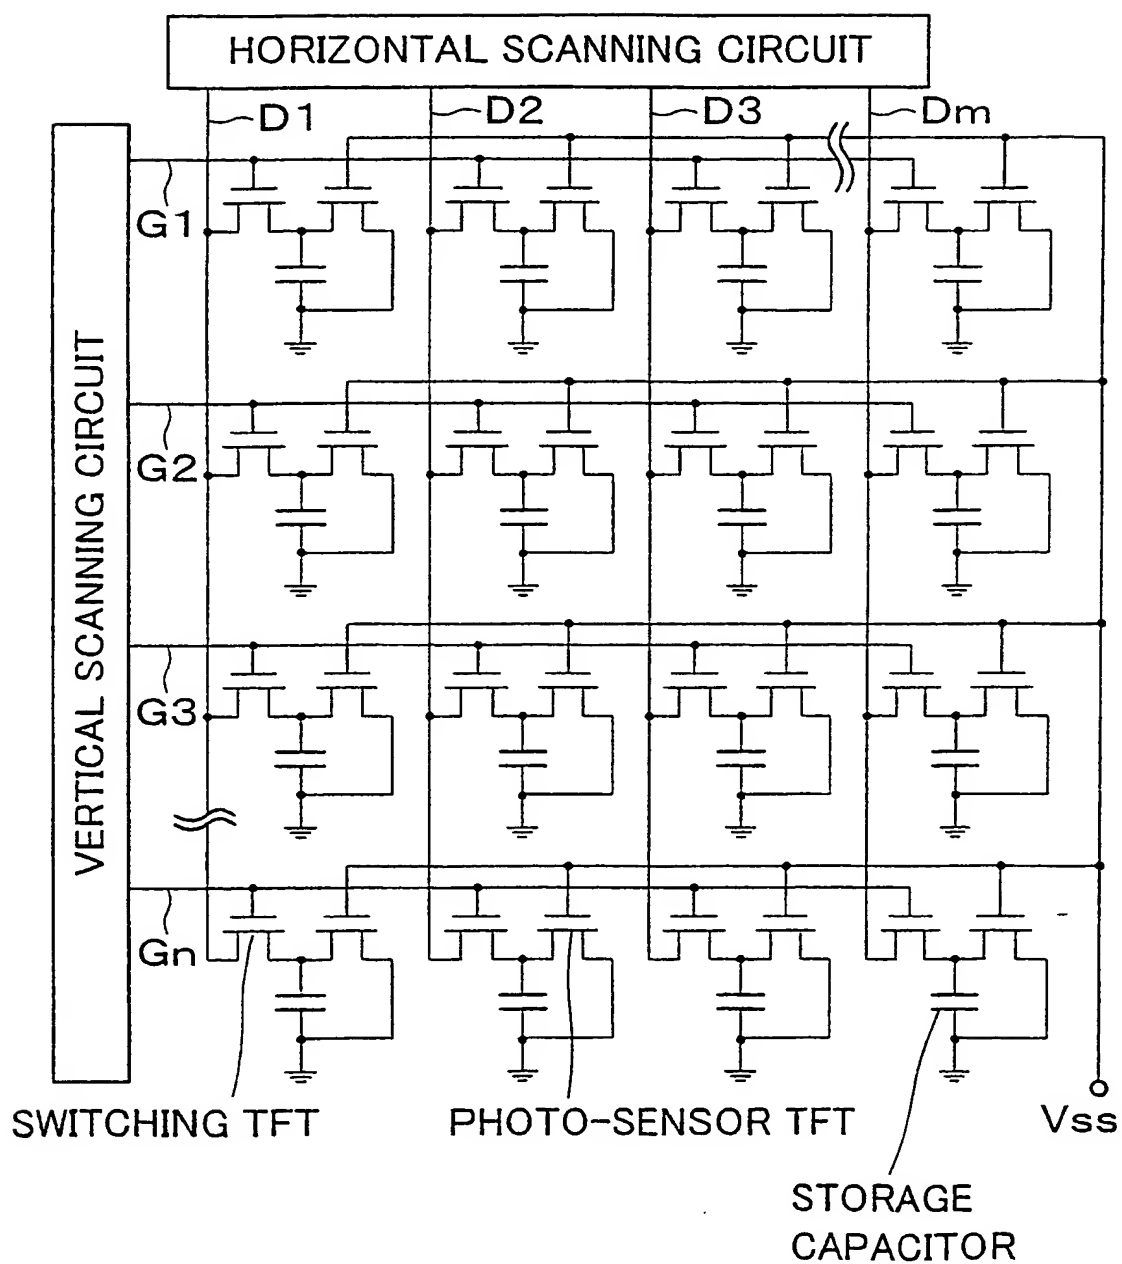 HORIZONTAL SCANNING CIRCUIT
D1
D2
D3
Dm
G1
G2
G3
Gn
VERTICAL SCANNING CIRCUIT
SWITCHING TFT
PHOTO-SENSOR TFT
Vss
STORAGE
CAPACITOR